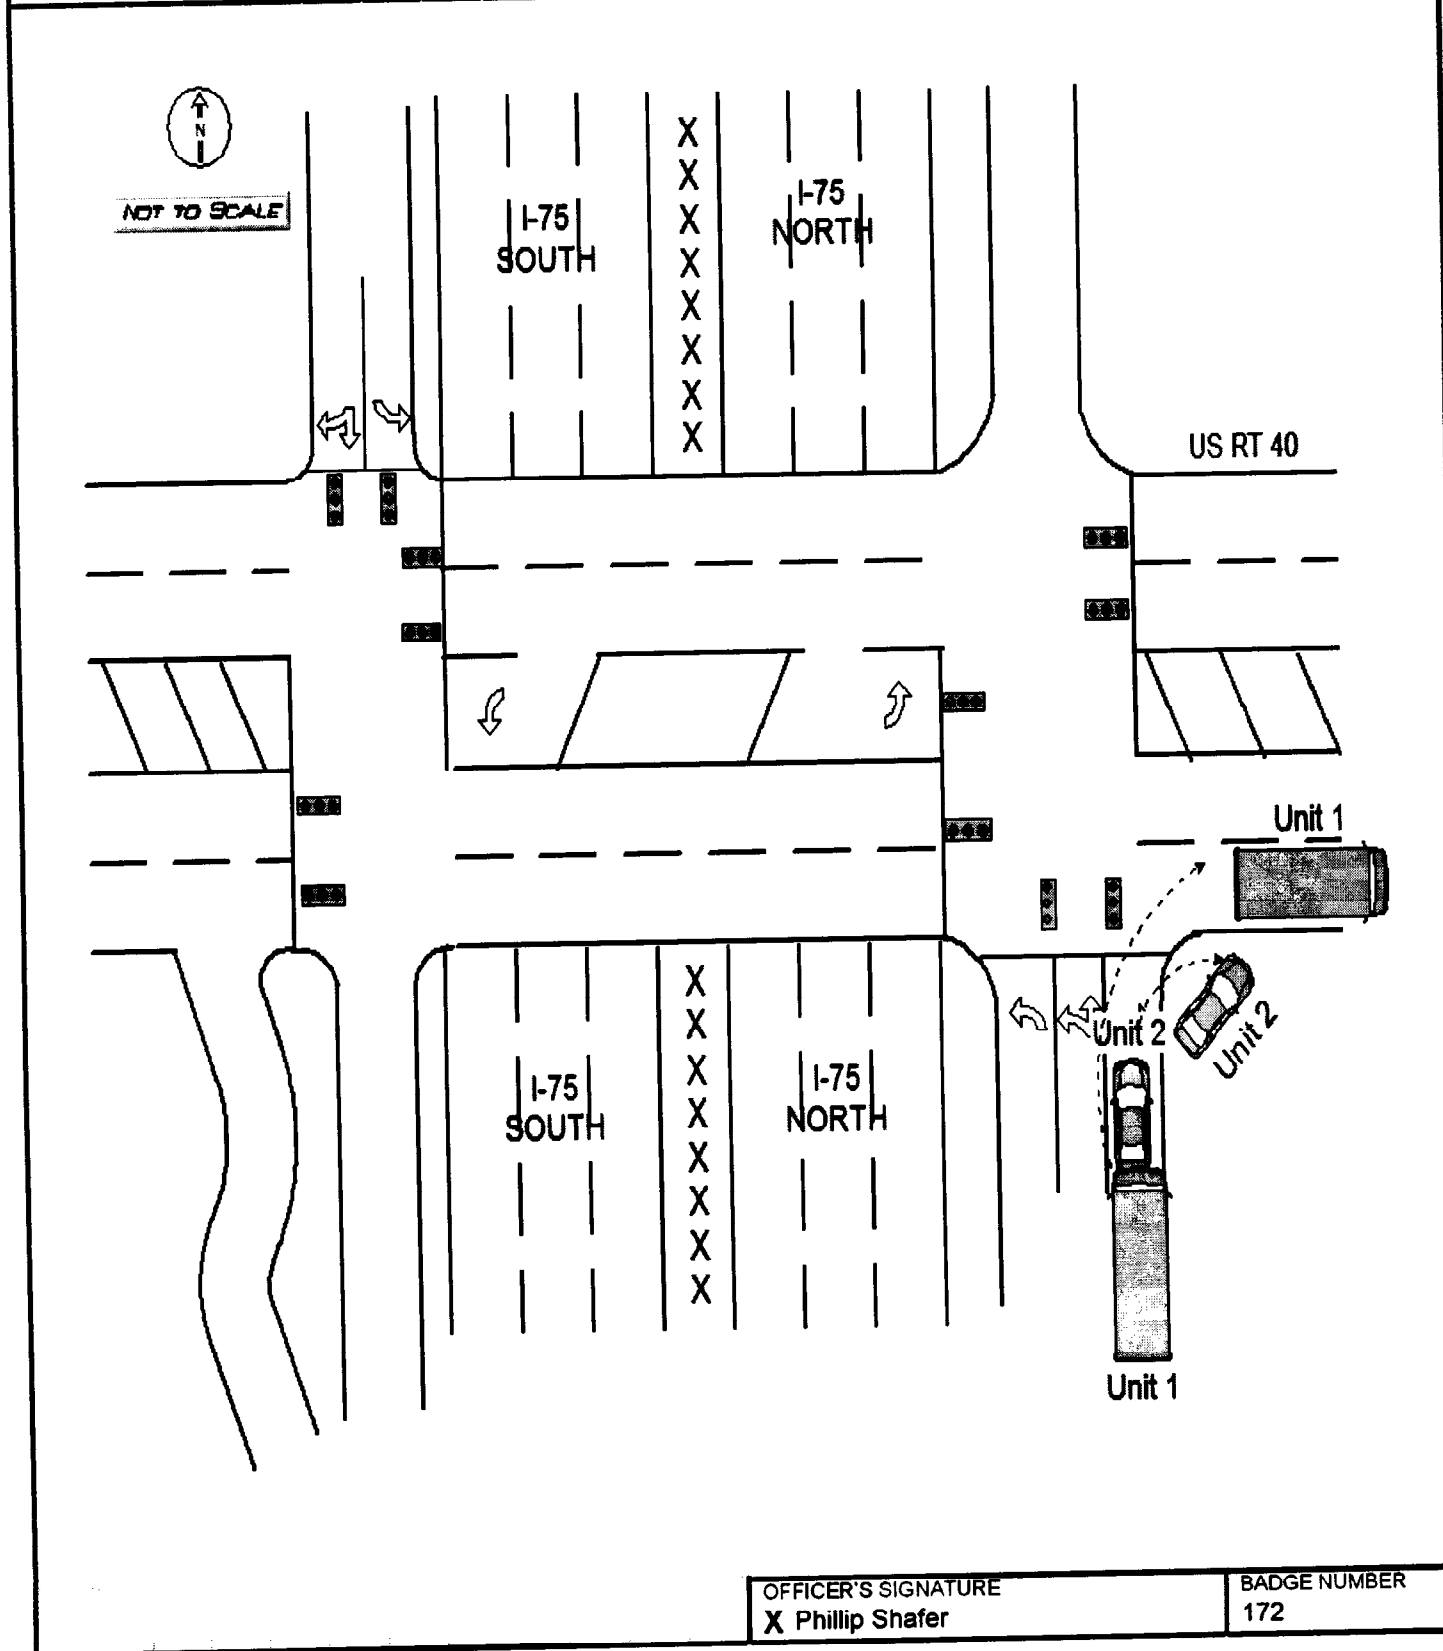 N
NOT TO SCALE
I-75
SOUTH
X
X
X
X
X
X
X
X
I-75
NORTH
US RT 40
Unit 1
Unit 2
Unit 2
I-75
SOUTH
X
X
X
X
X
X
X
X
I-75
NORTH
Unit 1
OFFICER'S SIGNATURE
X Phillip Shafer
BADGE NUMBER
172